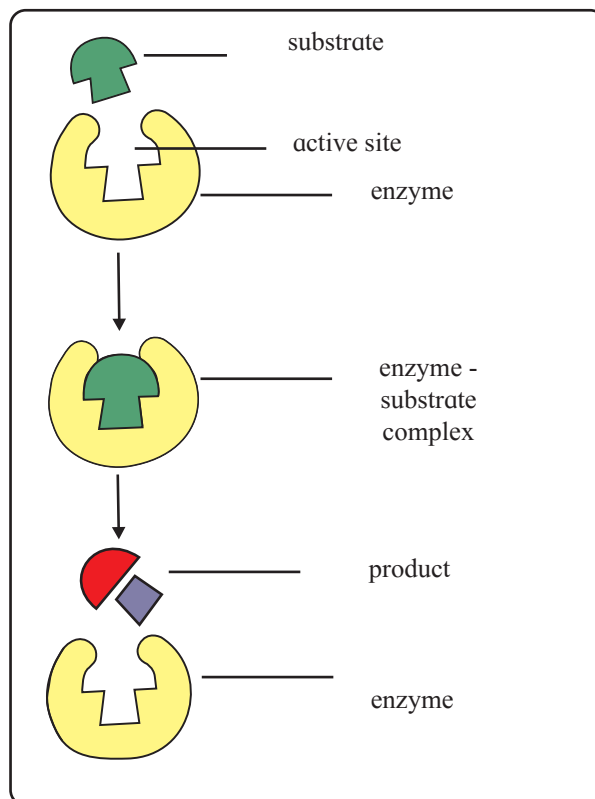 substrate
active site
enzyme
enzyme -
substrate
complex
product
enzyme